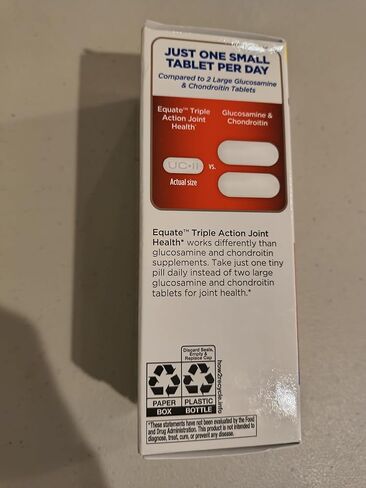 JUST ONE SMALL
TABLET PER DAY
Compared to 2 Large Glucosamine
& Chondroitin Tablets
Equate™ Triple
Action Joint
Health*
Glucosamine &
Chondroitin
UC•II
vs.
Actual size
Equate™ Triple Action Joint
Health* works differently than
glucosamine and chondroitin
supplements. Take just one tiny
pill daily instead of two large
glucosamine and chondroitin
tablets for joint health.*
Discard Seals,
Empty &
Replace Cap
PAPER
BOX
PLASTIC
BOTTLE
how2recycle.info
*These statements have not been evaluated by the Food
and Drug Administration. This product is not intended to
diagnose, treat, cure, or prevent any disease.